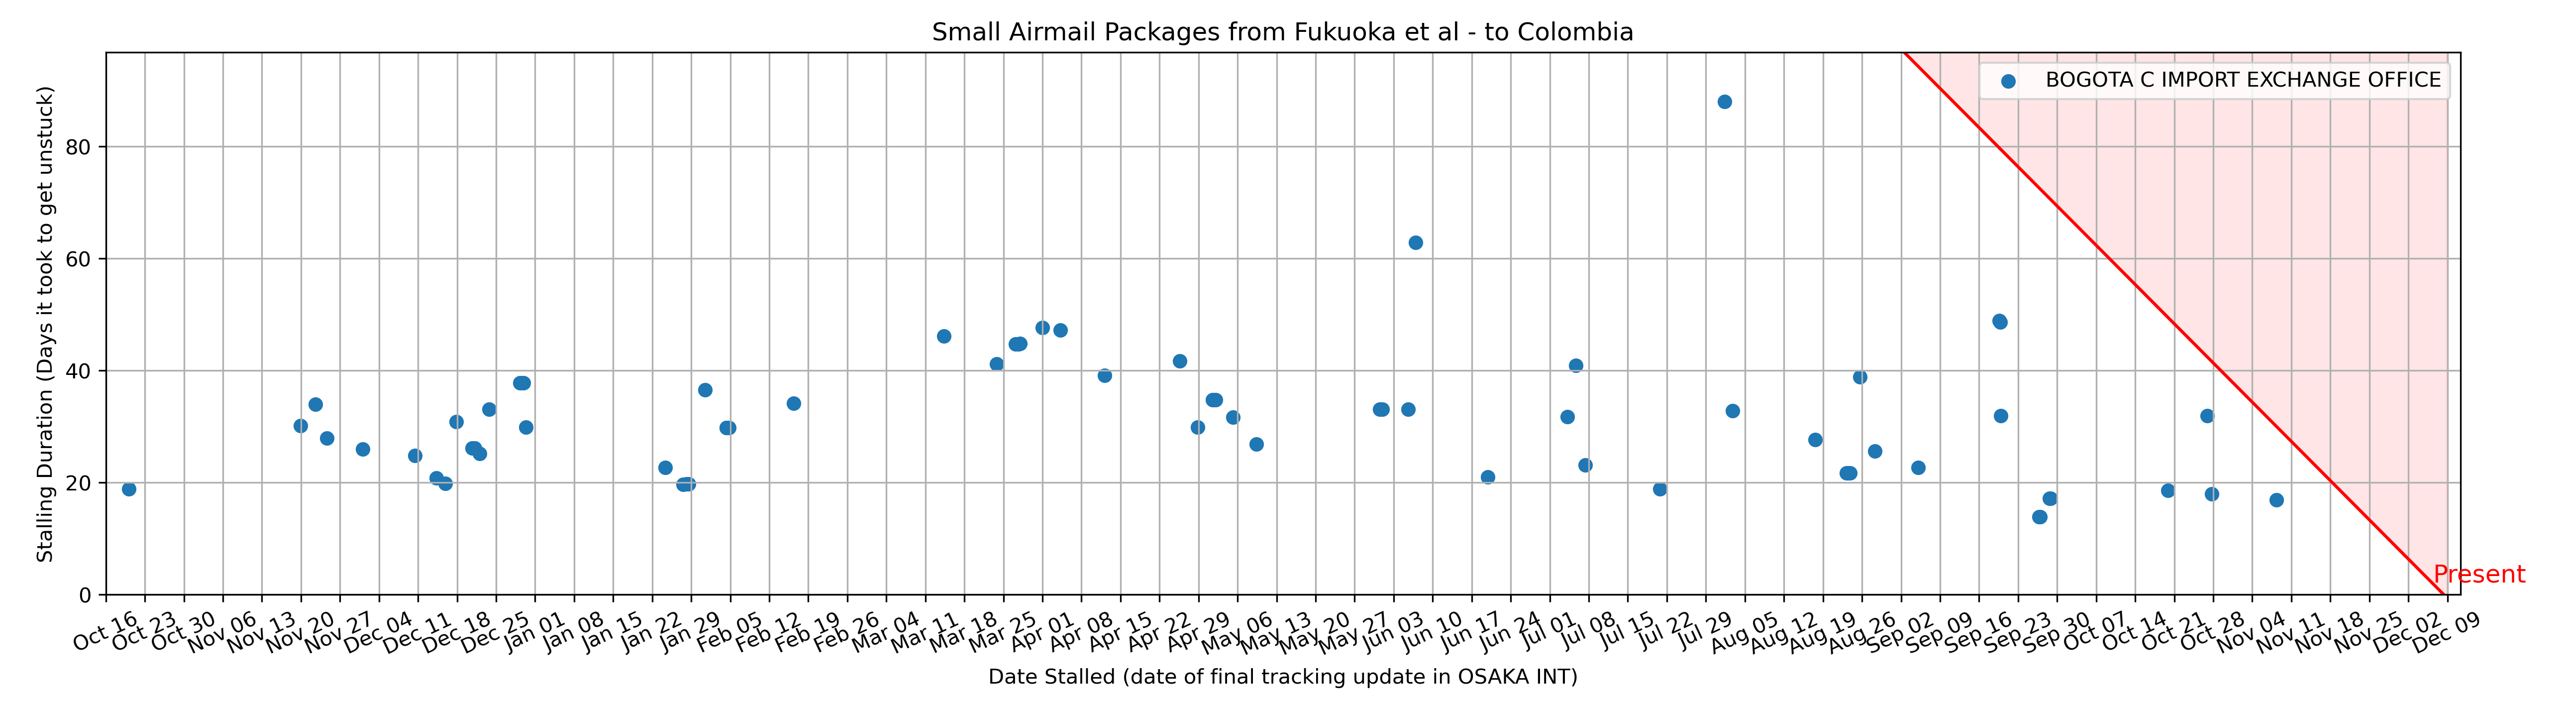 Small Airmail Packages from Fukuoka et al - to Colombia
BOGOTA C IMPORT EXCHANGE OFFICE
Stalling Duration (Days it took to get unstuck)
80
60
40
20
0
Present
Oct 16
Oct 23
Oct 30
Nov 06
Nov 13
Nov 20
Nov 27
Dec 04
Dec 11
Dec 18
Dec 25
Jan 01
Jan 08
Jan 15
Jan 22
Jan 29
Feb 05
Feb 12
Feb 19
Feb 26
Mar 04
Mar 11
Mar 18
Mar 25
Apr 01
Apr 08
Apr 15
Apr 22
Apr 29
May 06
May 13
May 20
May 27
Jun 03
Jun 10
Jun 17
Jun 24
Jul 01
Jul 08
Jul 15
Jul 22
Jul 29
Aug 05
Aug 12
Aug 19
Aug 26
Sep 02
Sep 09
Sep 16
Sep 23
Sep 30
Oct 07
Oct 14
Oct 21
Oct 28
Nov 04
Nov 11
Nov 18
Nov 25
Dec 02
Dec 09
Date Stalled (date of final tracking update in OSAKA INT)